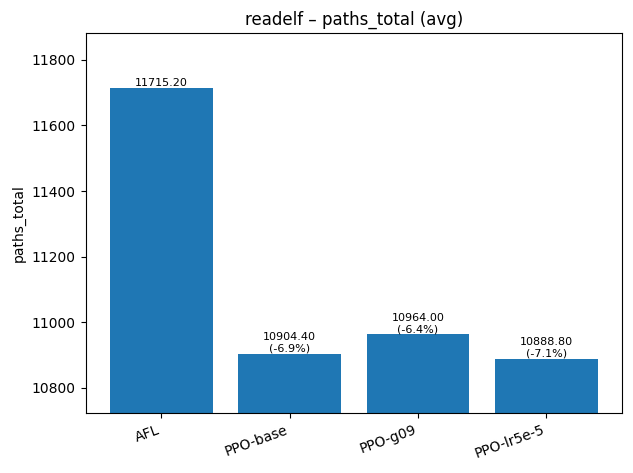 readelf – paths_total (avg)
paths_total
11800
11600
11400
11200
11000
10800
11715.20
10904.40
(-6.9%)
10964.00
(-6.4%)
10888.80
(-7.1%)
AFL
PPO-base
PPO-g09
PPO-lr5e-5